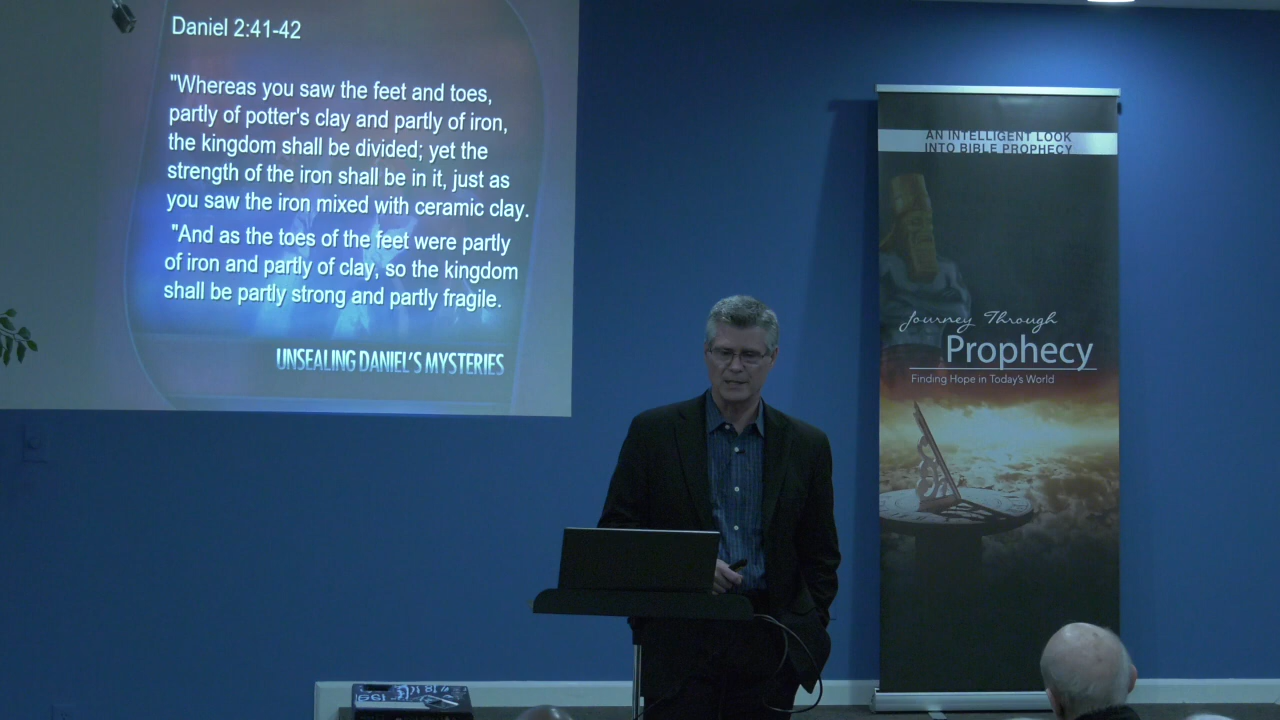 Daniel 2:41-42
"Whereas you saw the feet and toes,
partly of potter's clay and partly of iron,
the kingdom shall be divided; yet the
strength of the iron shall be in it, just as
you saw the iron mixed with ceramic clay.
"And as the toes of the feet were partly
of iron and partly of clay, so the kingdom
shall be partly strong and partly fragile.
UNSEALING DANIEL'S MYSTERIES
AN INTELLIGENT LOOK
INTO BIBLE PROPHECY
Journey Through
Prophecy
Finding Hope in Today's World